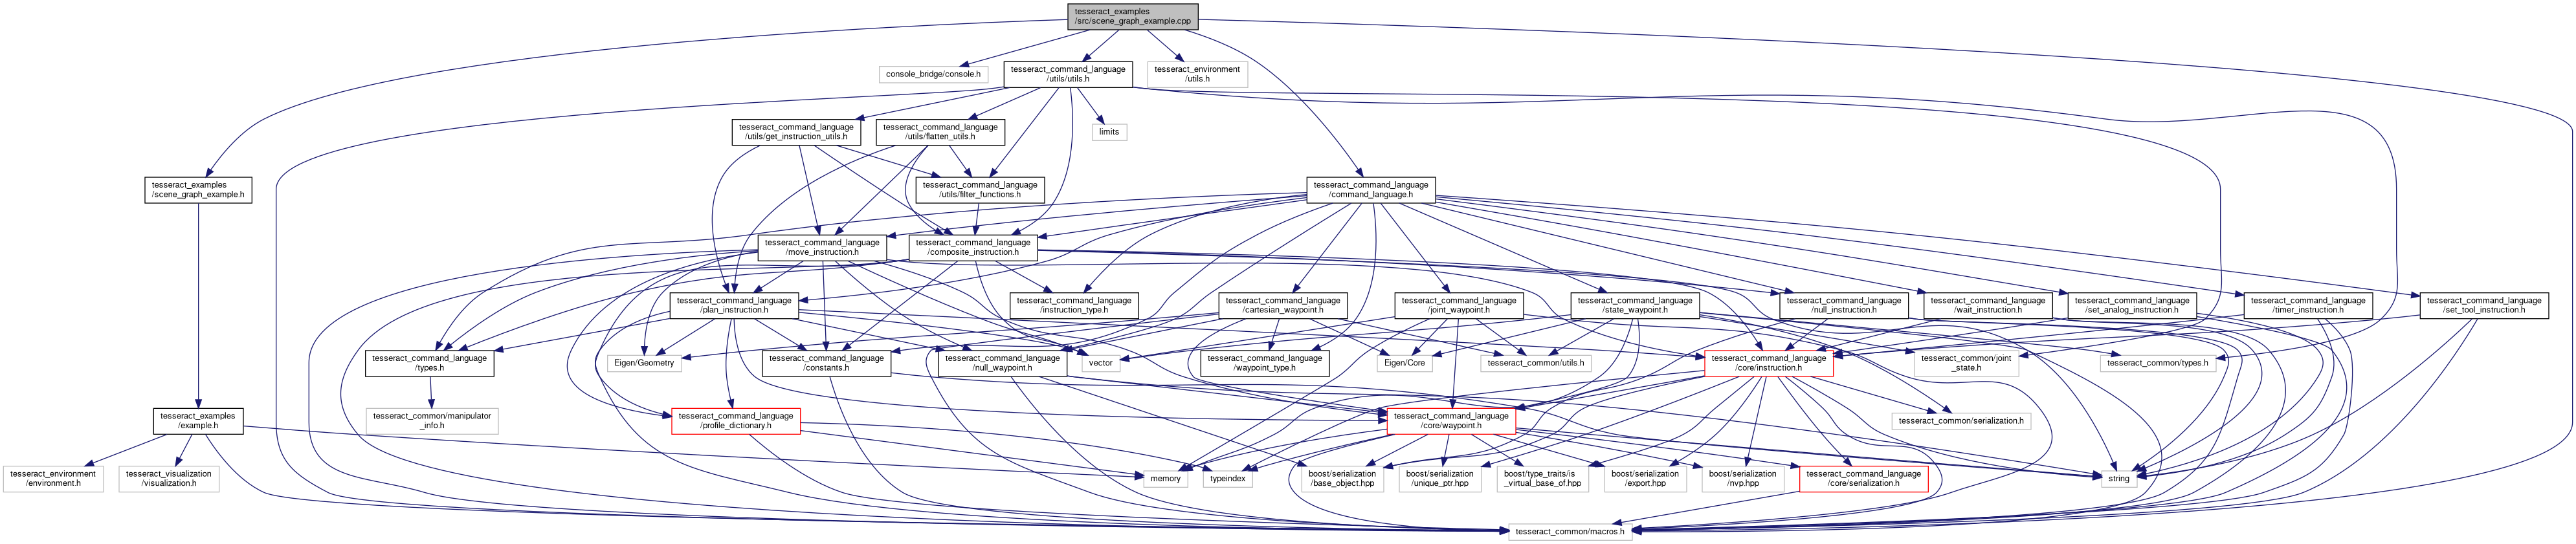 tesseract_examples
/src/scene_graph_example.cpp
console_bridge/console.h
tesseract_command_language
/utils/utils.h
tesseract_environment
/utils.h
tesseract_command_language
/utils/get_instruction_utils.h
tesseract_command_language
/utils/flatten_utils.h
limits
tesseract_examples
/scene_graph_example.h
tesseract_command_language
/utils/filter_functions.h
tesseract_command_language
/command_language.h
tesseract_command_language
/move_instruction.h
tesseract_command_language
/composite_instruction.h
tesseract_command_language
/plan_instruction.h
tesseract_command_language
/instruction_type.h
tesseract_command_language
/cartesian_waypoint.h
tesseract_command_language
/joint_waypoint.h
tesseract_command_language
/state_waypoint.h
tesseract_command_language
/null_instruction.h
tesseract_command_language
/wait_instruction.h
tesseract_command_language
/set_analog_instruction.h
tesseract_command_language
/timer_instruction.h
tesseract_command_language
/set_tool_instruction.h
tesseract_command_language
/types.h
Eigen/Geometry
tesseract_command_language
/constants.h
tesseract_command_language
/null_waypoint.h
vector
tesseract_command_language
/waypoint_type.h
Eigen/Core
tesseract_common/utils.h
tesseract_command_language
/core/instruction.h
tesseract_common/joint
_state.h
tesseract_common/types.h
tesseract_examples
/example.h
tesseract_common/manipulator
_info.h
tesseract_command_language
/profile_dictionary.h
tesseract_command_language
/core/waypoint.h
tesseract_common/serialization.h
tesseract_environment
/environment.h
tesseract_visualization
/visualization.h
memory
typeindex
boost/serialization
/base_object.hpp
boost/serialization
/unique_ptr.hpp
boost/type_traits/is
_virtual_base_of.hpp
boost/serialization
/export.hpp
boost/serialization
/nvp.hpp
tesseract_command_language
/core/serialization.h
string
tesseract_common/macros.h